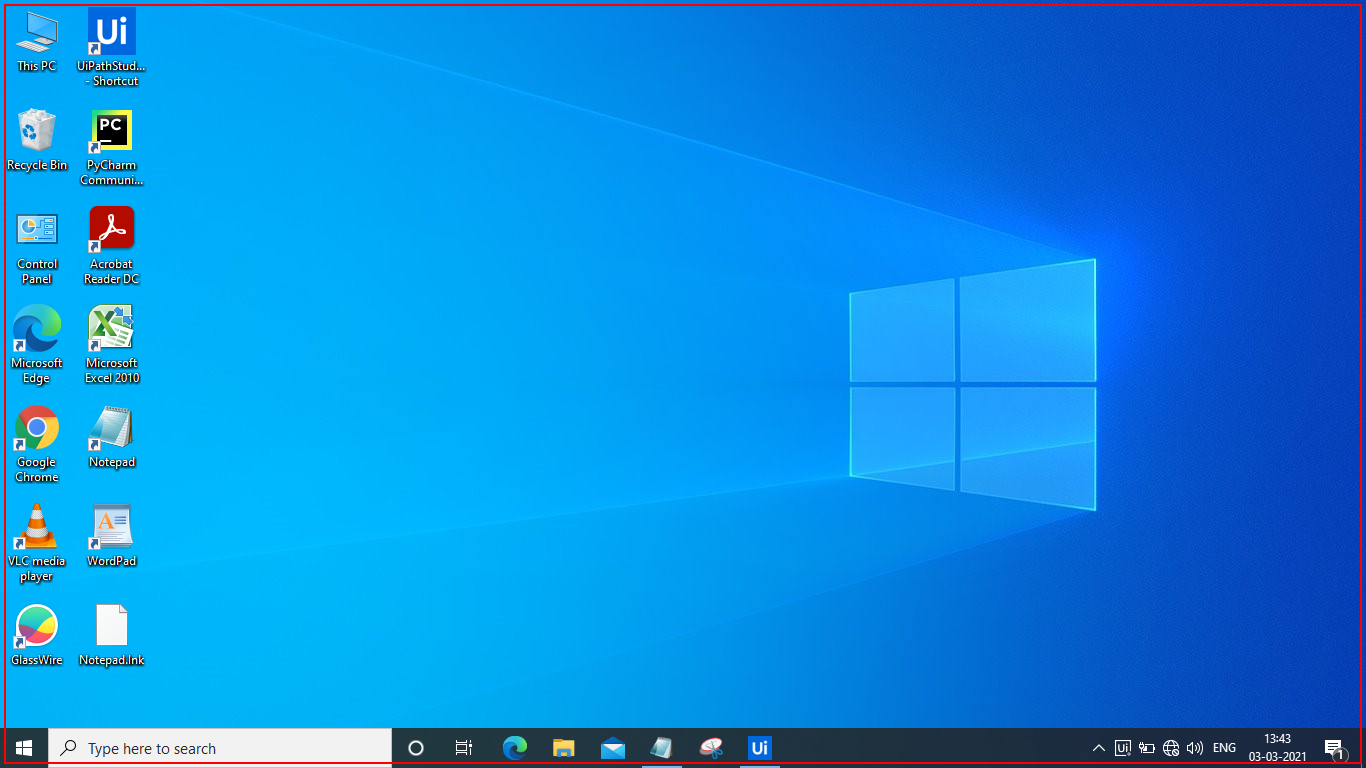 This PC
Ui
UiPathStud...
- Shortcut
Recycle Bin
PC
PyCharm
Communi...
Control
Panel
Acrobat
Reader DC
Microsoft
Edge
Microsoft
Excel 2010
Google
Chrome
Notepad
VLC media
player
A
WordPad
GlassWire
Notepad.lnk
Type here to search
Ui
Ui
ENG
13:43
03-03-2021
1